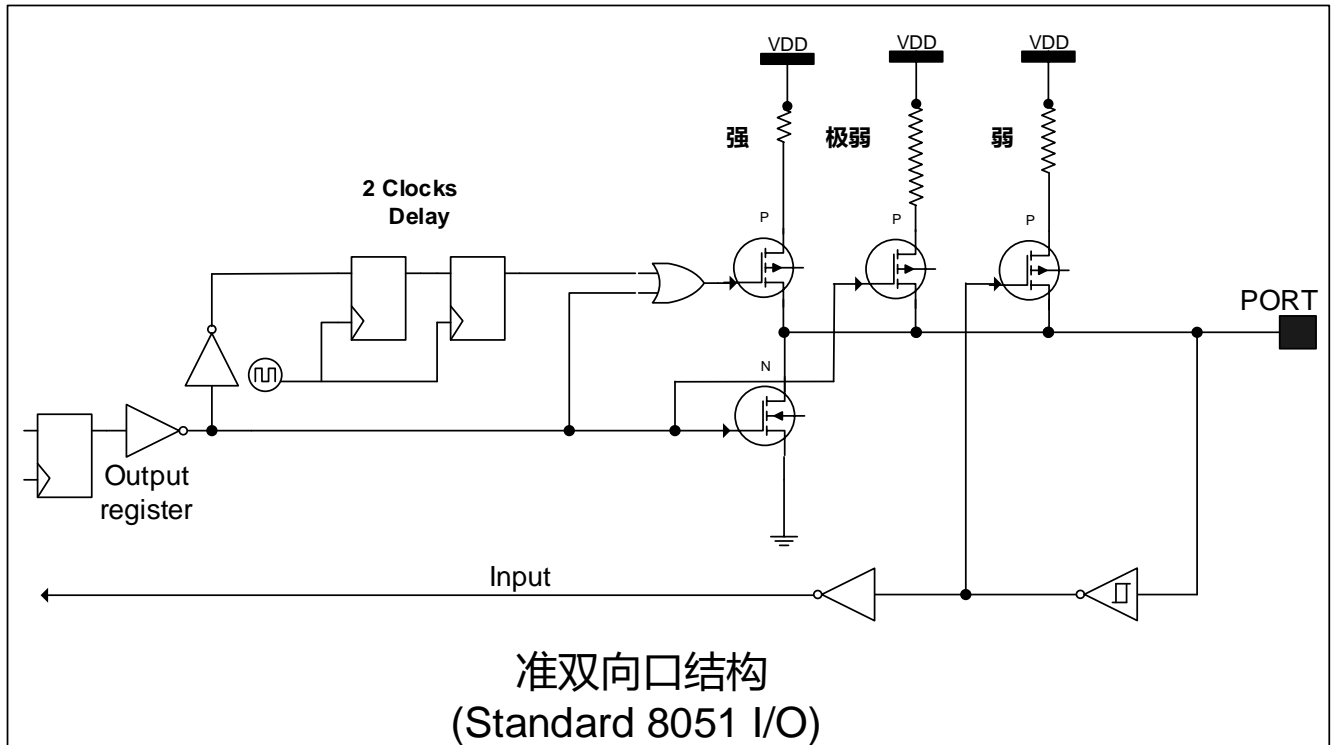 VDD
VDD
VDD
强
极弱
弱
2 Clocks
Delay
P
P
P
PORT
N
Output
register
Input
准双向口结构
(Standard 8051 I/O)